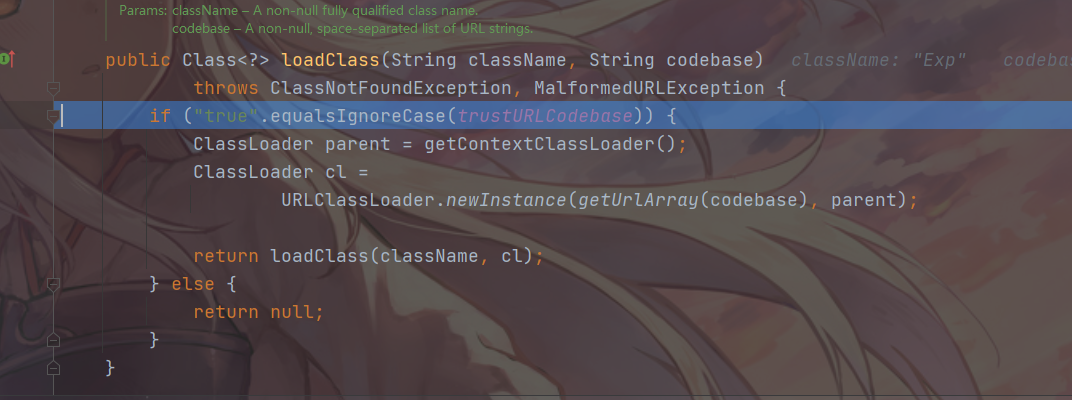 Params: className – A non-null fully qualified class name.
codebase – A non-null, space-separated list of URL strings.
public Class<?> loadClass(String className, String codebase) className: "Exp" codeba
throws ClassNotFoundException, MalformedURLException {
if ("true".equalsIgnoreCase(trustURLCodebase)) {
ClassLoader parent = getContextClassLoader();
ClassLoader cl =
URLClassLoader.newInstance(getUrlArray(codebase), parent);
return loadClass(className, cl);
} else {
return null;
}
}